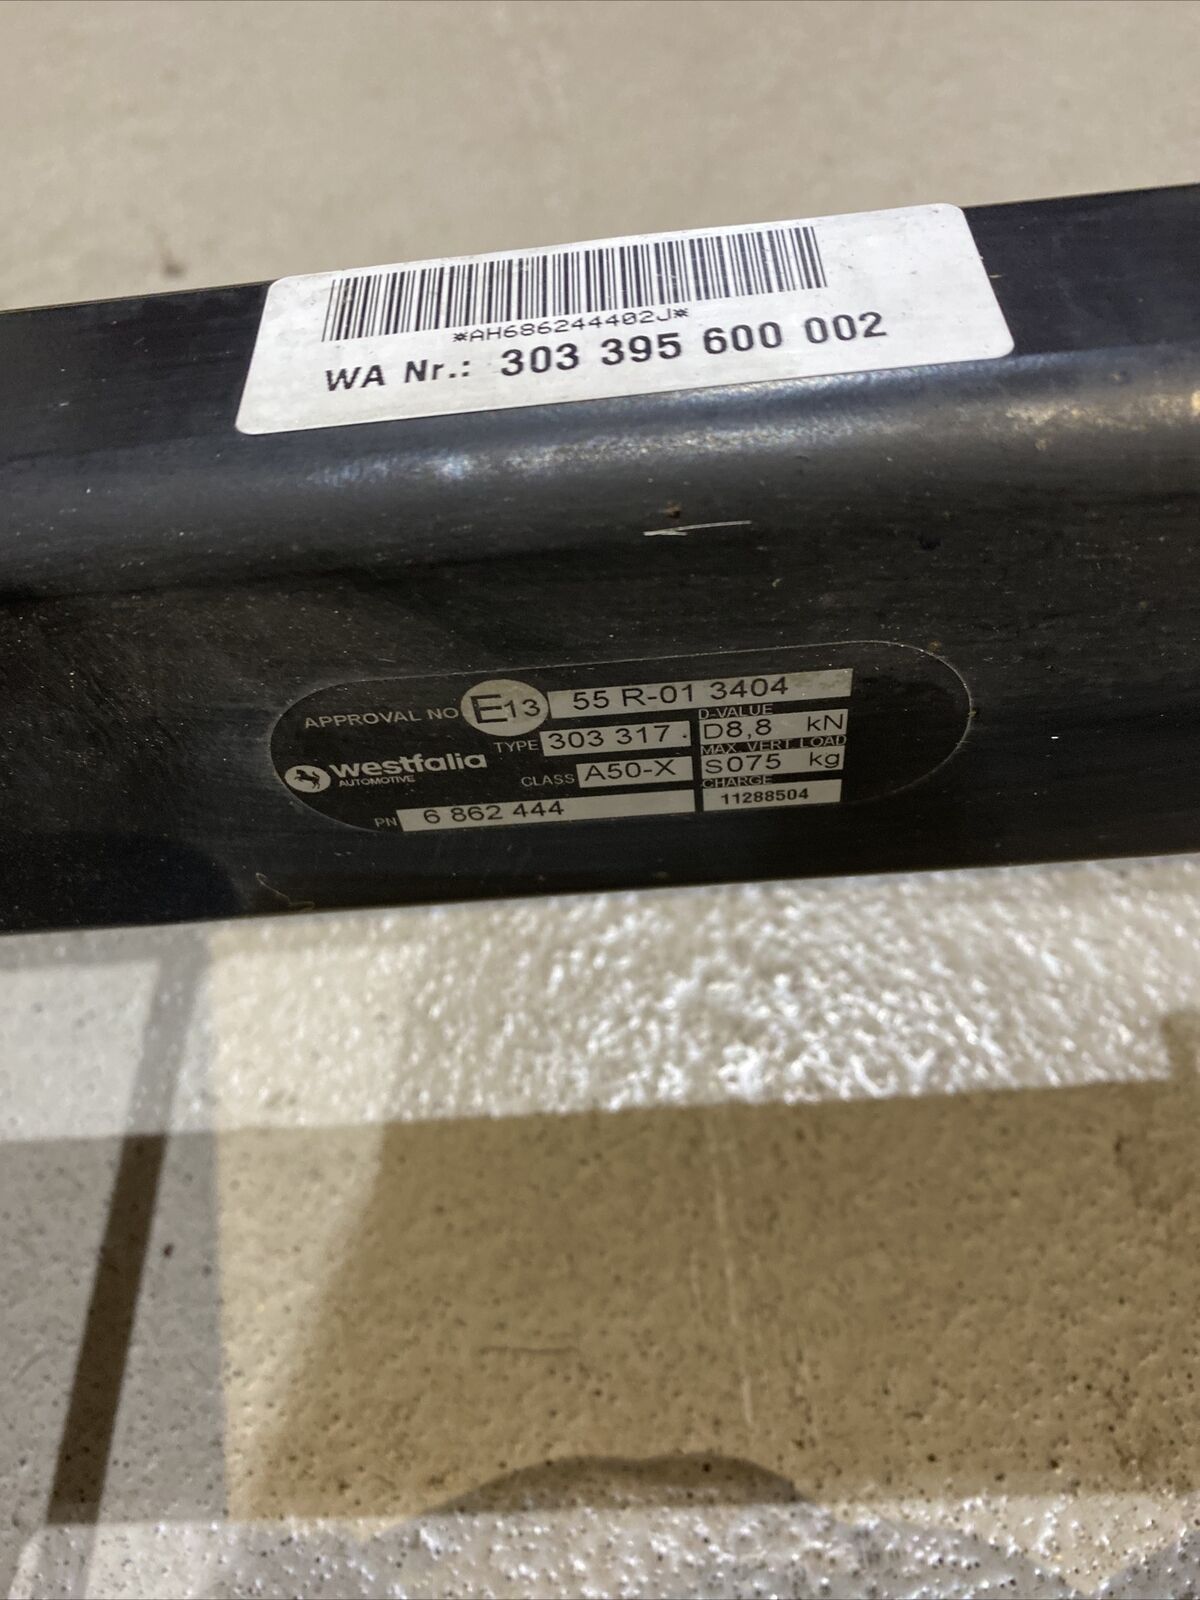 *AH686244402J*
WA Nr.: 303 395 600 002
APPROVAL NO E13 55 R-01 3404
TYPE 303 317. D-VALUE D8,8 kN
westfalia AUTOMOTIVE
CLASS A50-X MAX VERT LOAD S075 kg
PN 6 862 444 CHARGE 11288504